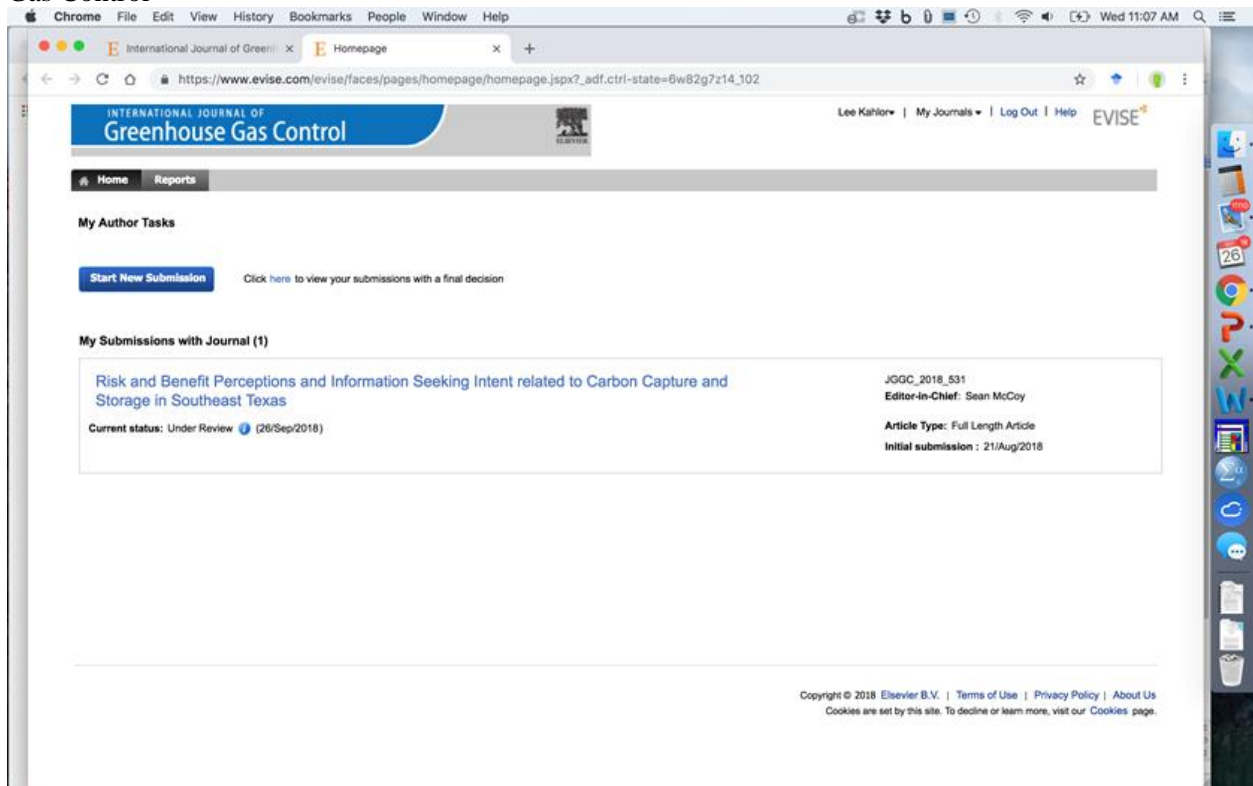 Gas Control
Chrome File Edit View History Bookmarks People Window Help Wed 11:07 AM
International Journal of Green Homepage
https://www.evise.com/evise/faces/pages/homepage/homepage.jspx?_adf.ctrl-state=6w82g7z14_102
INTERNATIONAL JOURNAL OF
Greenhouse Gas Control
ELSEVIER
Lee Kahlor | My Journals | Log Out | Help EVISE
Home Reports
My Author Tasks
Start New Submission Click here to view your submissions with a final decision
My Submissions with Journal (1)
Risk and Benefit Perceptions and Information Seeking Intent related to Carbon Capture and
Storage in Southeast Texas
Current status: Under Review (26/Sep/2018)
JGGC_2018_531
Editor-in-Chief: Sean McCoy
Article Type: Full Length Article
Initial submission : 21/Aug/2018
26
Copyright © 2018 Elsevier B.V. | Terms of Use | Privacy Policy | About Us
Cookies are set by this site. To decline or learn more, visit our Cookies page.